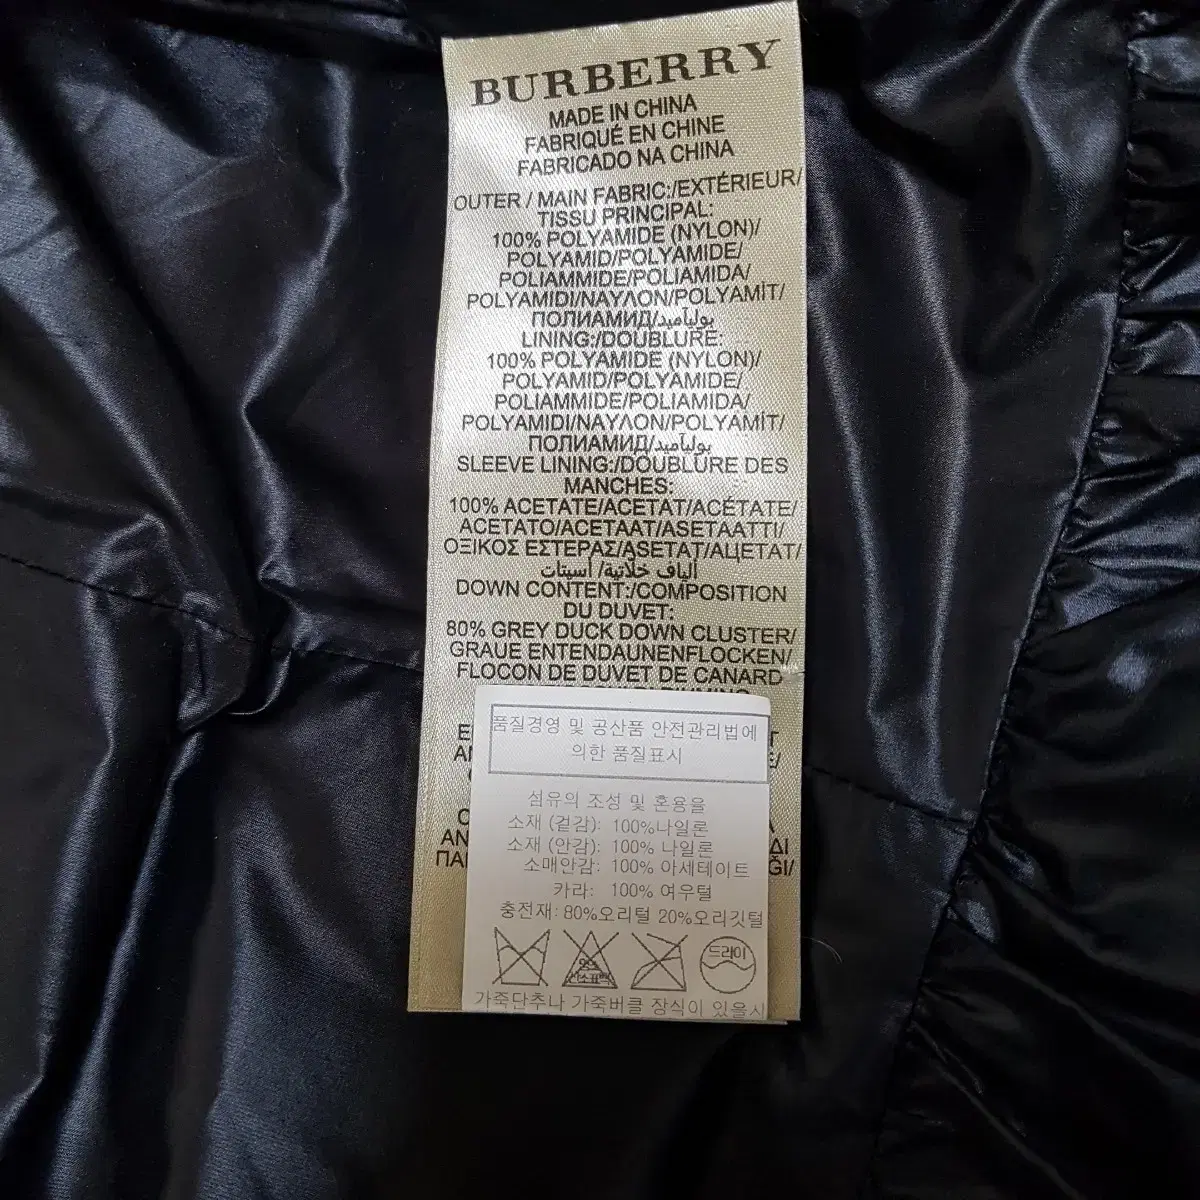 BURBERRY
MADE IN CHINA
FABRIQUÉ EN CHINE
FABRICADO NA CHINA
OUTER / MAIN FABRIC:/EXTÉRIEUR/
TISSU PRINCIPAL:
100% POLYAMIDE (NYLON)/
POLYAMID/POLYAMIDE/
POLIAMMIDE/POLIAMIDA/
POLYAMIDI/ΝΑΥΛΟΝ/POLYAMİT/
ПОЛИАМИД/بوليأميد
LINING:/DOUBLURE:
100% POLYAMIDE (NYLON)/
POLYAMID/POLYAMIDE/
POLIAMMIDE/POLIAMIDA/
POLYAMIDI/ΝΑΥΛΟΝ/POLYAMİT/
ПОЛИАМИД/بوليأميد
SLEEVE LINING:/DOUBLURE DES
MANCHES:
100% ACETATE/ACETAT/ACÉTATE/
ACETATO/ACETAAT/ASETAATTI/
ΟΞΙΚΟΣ ΕΣΤΕΡΑΣ/ASETAT/АЦЕТАТ/
ألياف خلاتية/ أسيتات
DOWN CONTENT:/COMPOSITION
DU DUVET:
80% GREY DUCK DOWN CLUSTER/
GRAUE ENTENDAUNENFLOCKEN/
FLOCON DE DUVET DE CANARD
품질경영 및 공산품 안전관리법에
의한 품질표시
섬유의 조성 및 혼용율
소재 (겉감): 100%나일론
소재 (안감): 100% 나일론
소매안감: 100% 아세테이트
카라: 100% 여우털
충전재: 80%오리털 20%오리깃털
염소표백
드라이
가죽단추나 가죽버클 장식이 있을시